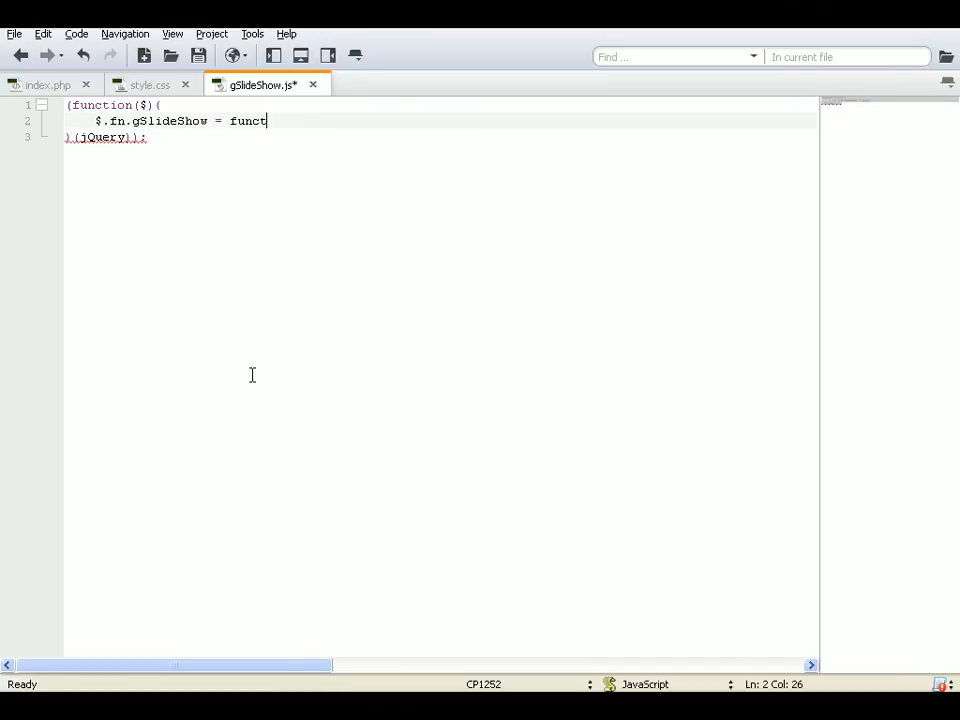 File Edit Code Navigation View Project Tools Help
Find ...
In current file
index.php
style.css
gSlideShow.js*
1 (function($){
2 $.fn.gSlideShow = funct
3 }(jQuery));
Ready
CP1252
JavaScript
Ln: 2 Col: 26